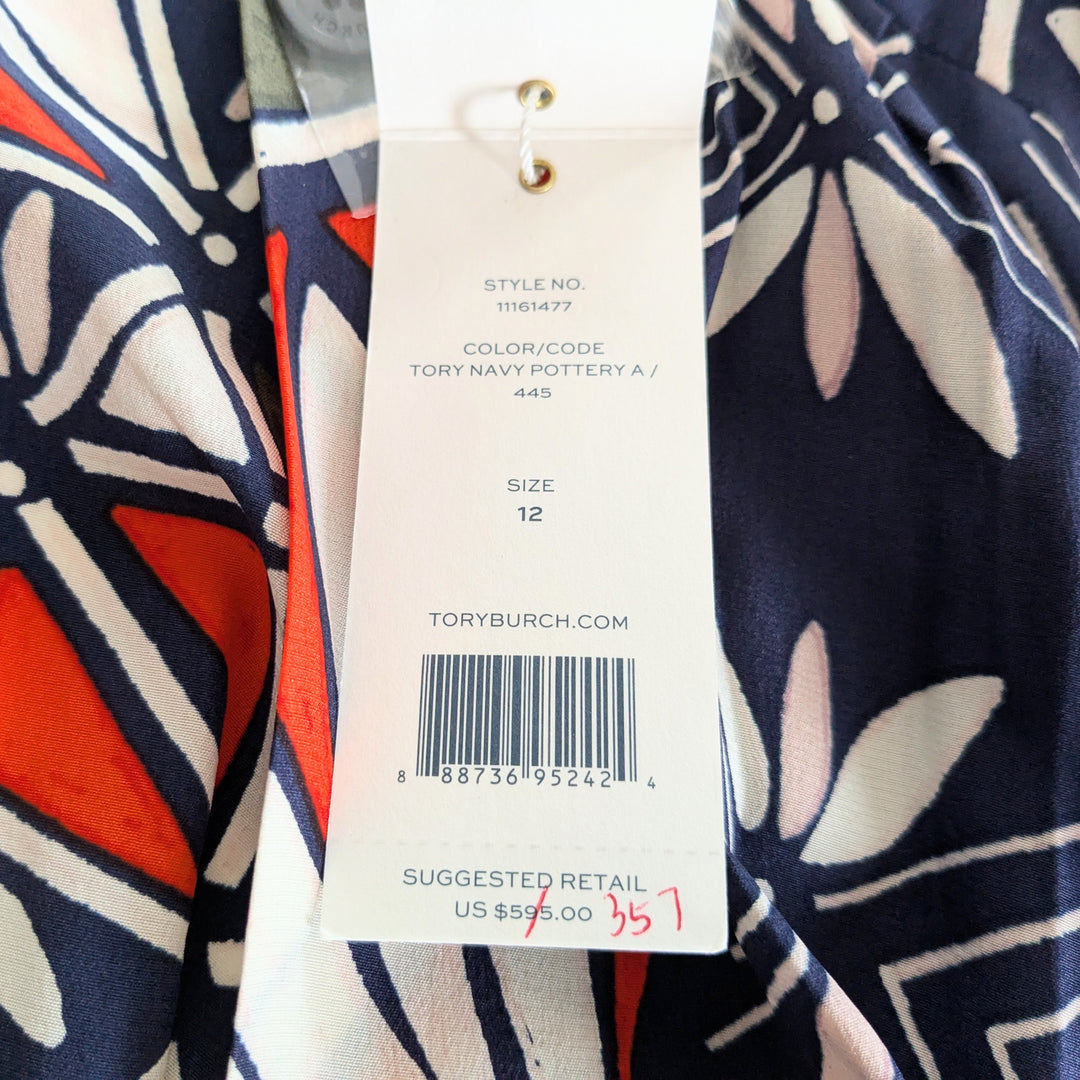 STYLE NO.
11161477
COLOR/CODE
TORY NAVY POTTERY A /
445
SIZE
12
TORYBURCH.COM
8 88736 95242 4
SUGGESTED RETAIL
US $595.00 357